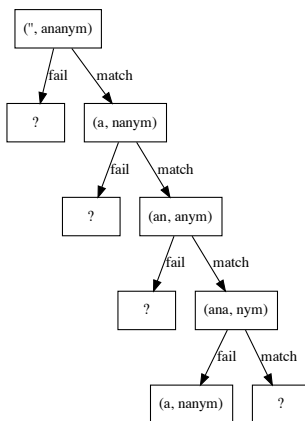 (", ananym)
fail match
? (a, nanym)
fail match
? (an, anym)
fail match
? (ana, nym)
fail match
(a, nanym) ?